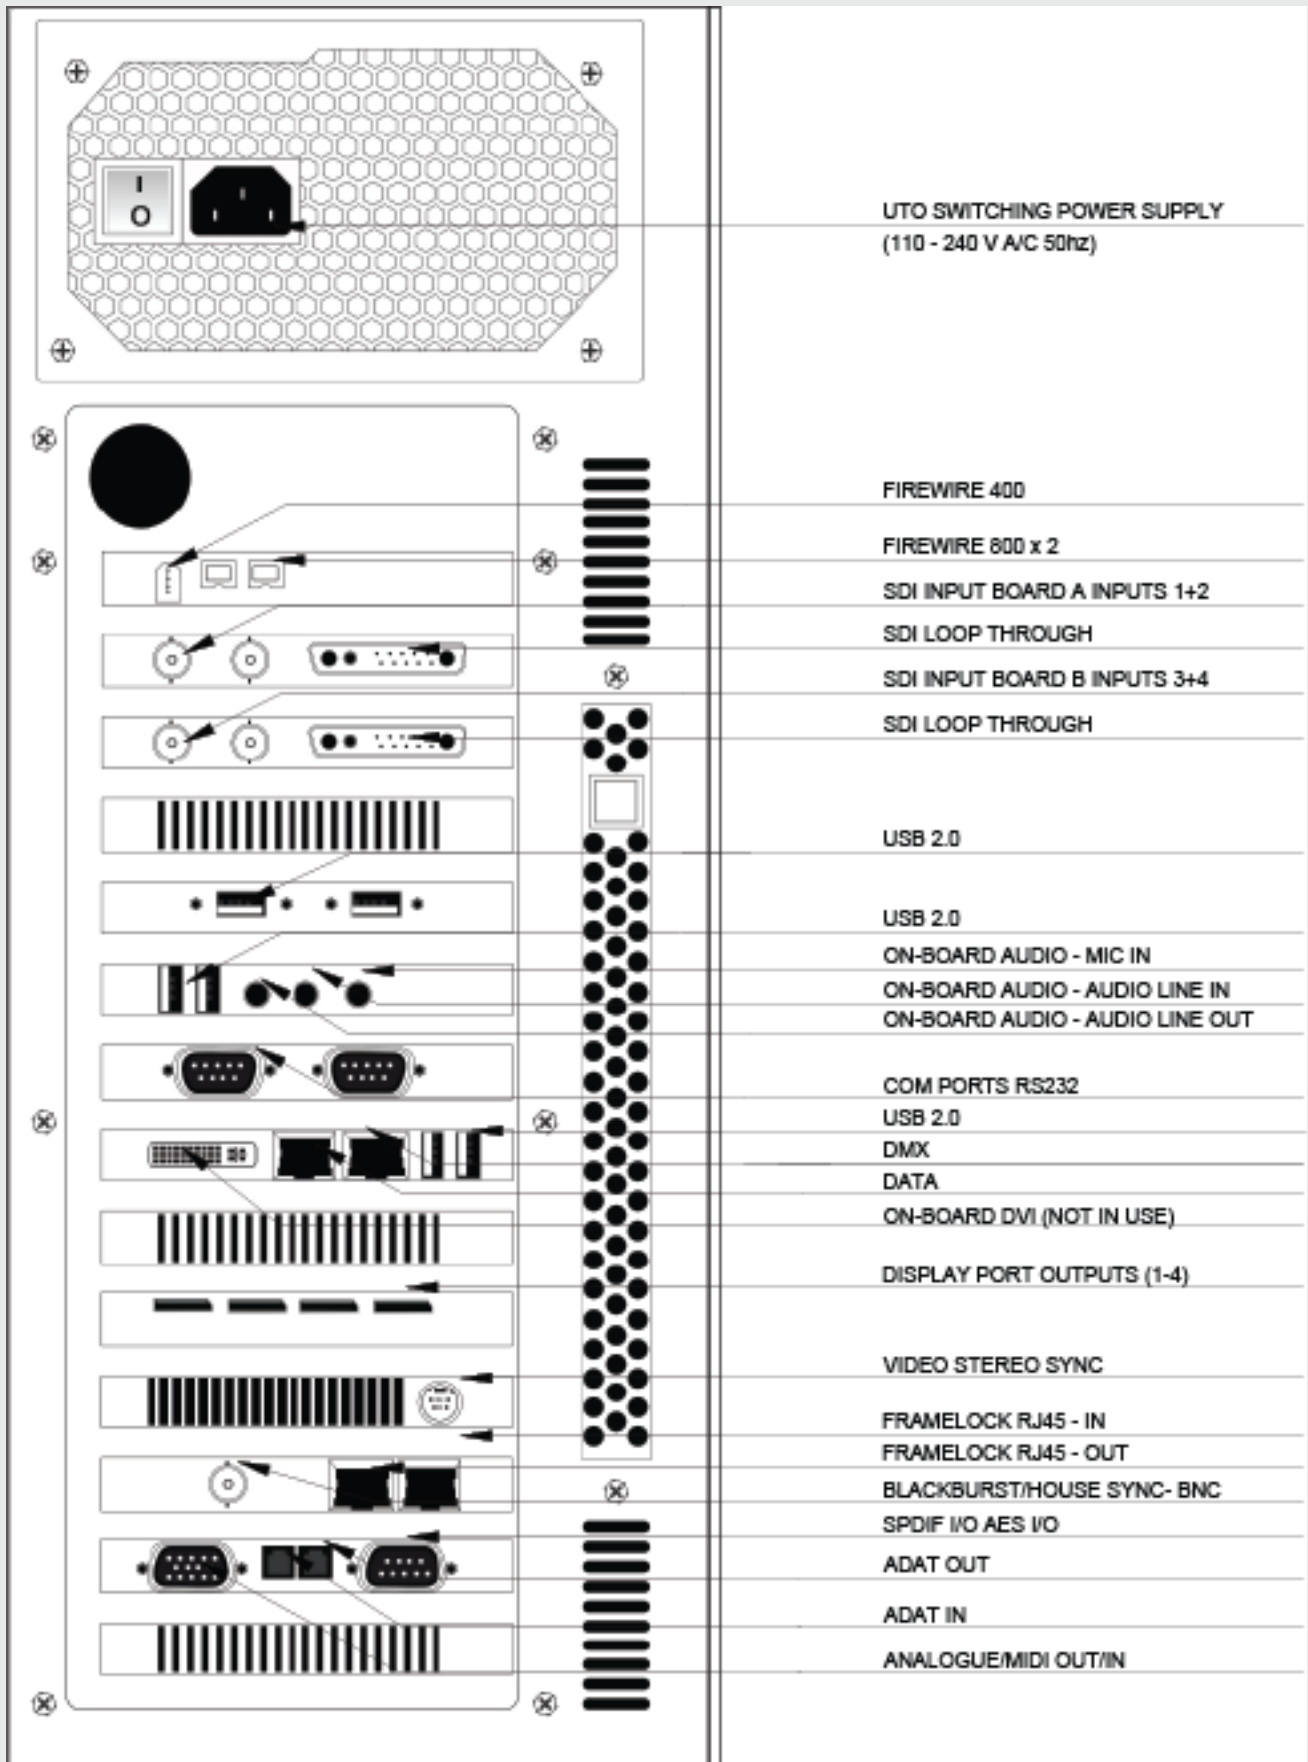 I
O
UTO SWITCHING POWER SUPPLY
(110 - 240 V A/C 50hz)
FIREWIRE 400
FIREWIRE 800 x 2
SDI INPUT BOARD A INPUTS 1+2
SDI LOOP THROUGH
SDI INPUT BOARD B INPUTS 3+4
SDI LOOP THROUGH
USB 2.0
USB 2.0
ON-BOARD AUDIO - MIC IN
ON-BOARD AUDIO - AUDIO LINE IN
ON-BOARD AUDIO - AUDIO LINE OUT
COM PORTS RS232
USB 2.0
DMX
DATA
ON-BOARD DVI (NOT IN USE)
DISPLAY PORT OUTPUTS (1-4)
VIDEO STEREO SYNC
FRAMELOCK RJ45 - IN
FRAMELOCK RJ45 - OUT
BLACKBURST/HOUSE SYNC- BNC
SPDIF I/O AES I/O
ADAT OUT
ADAT IN
ANALOGUE/MIDI OUT/IN